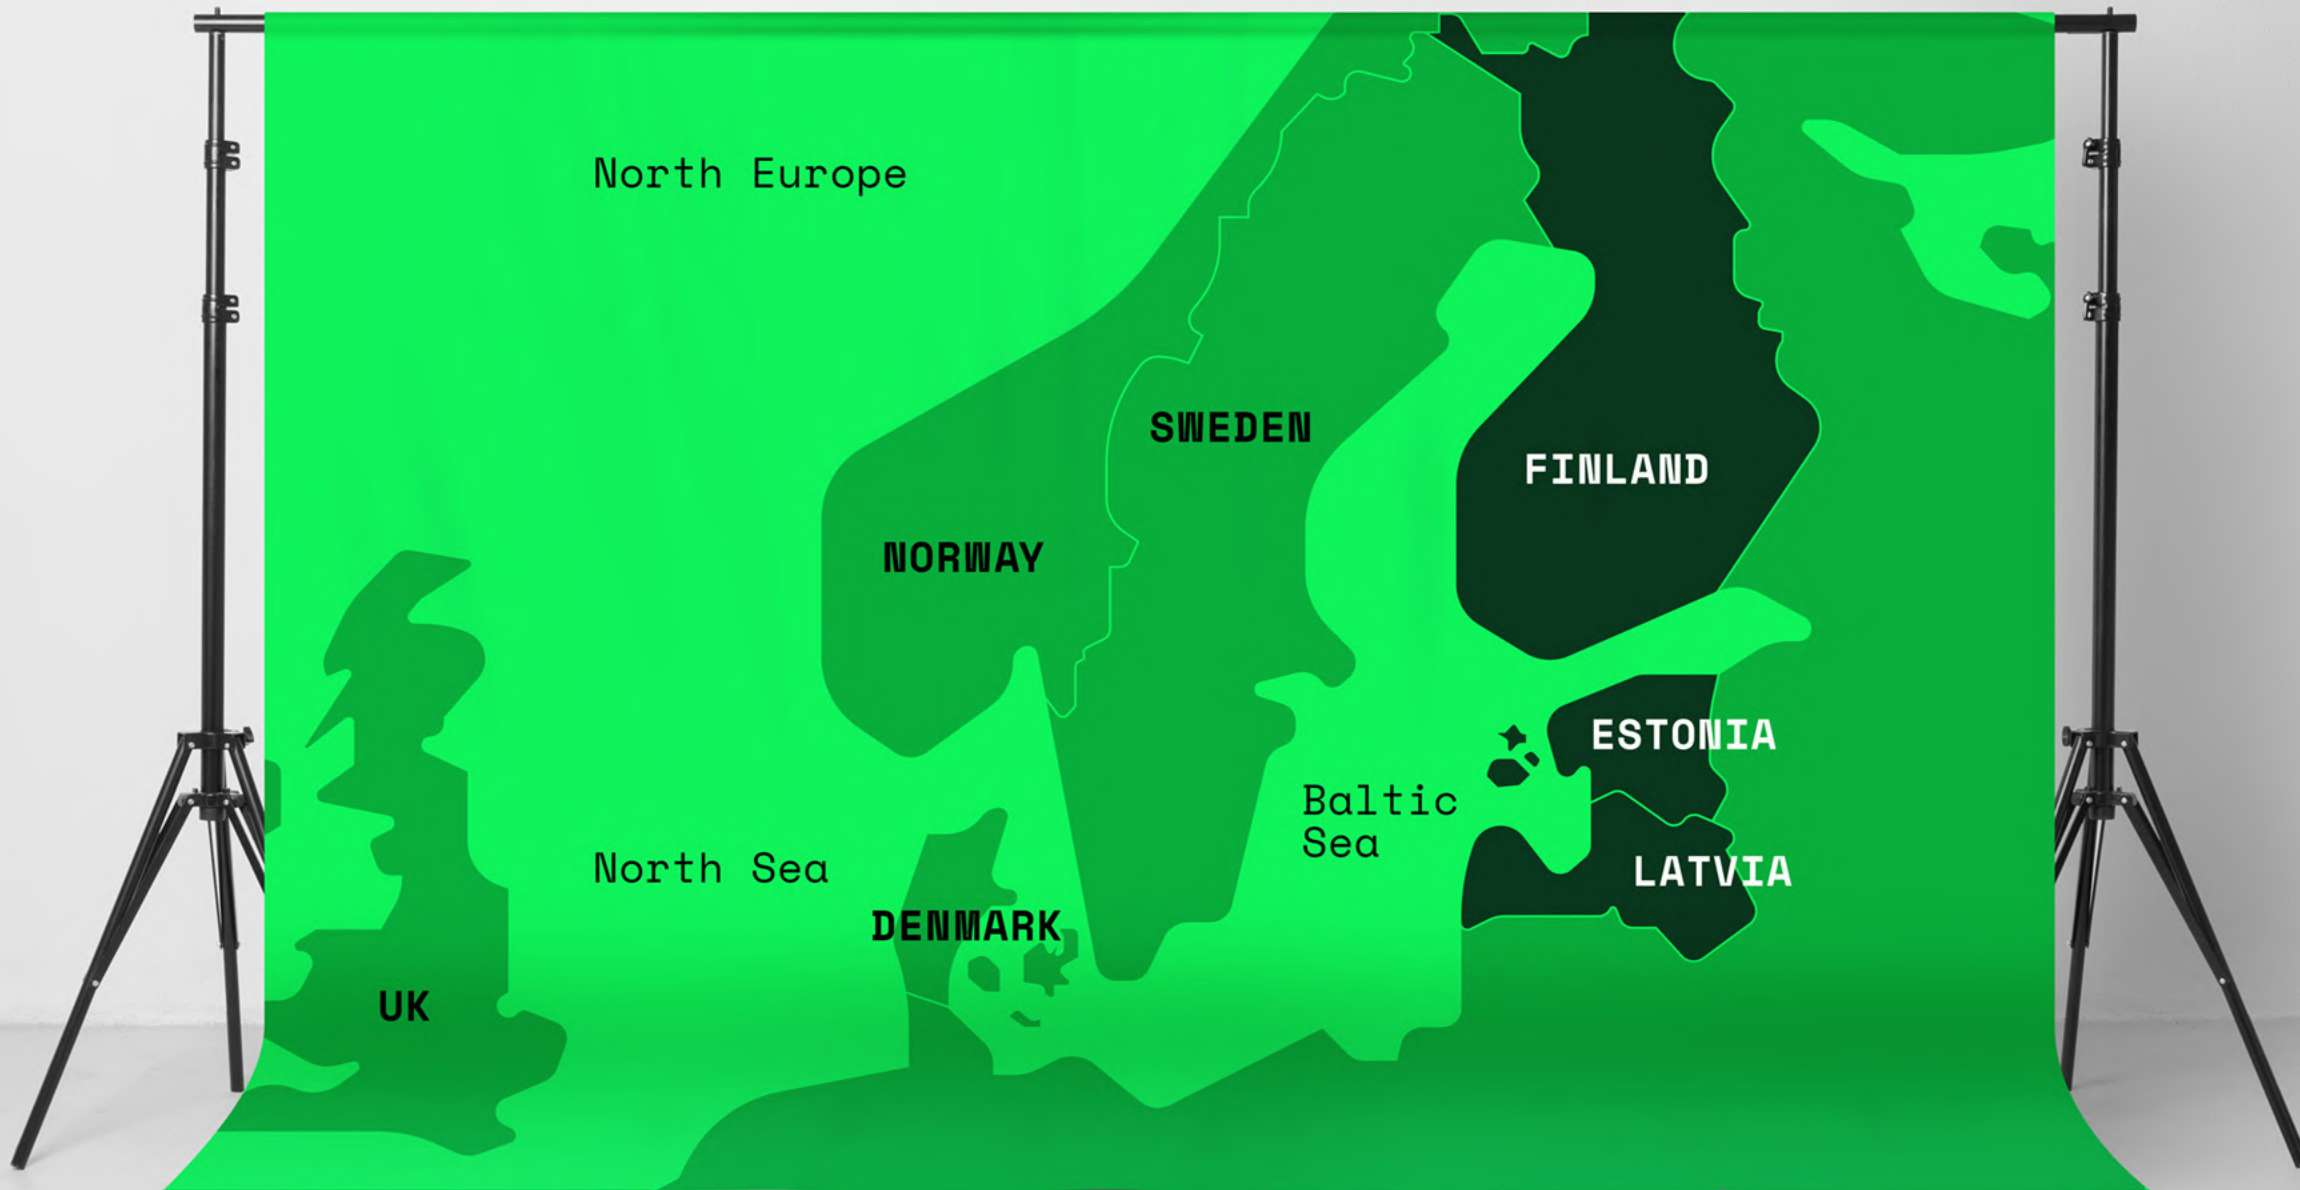 North Europe
SWEDEN
FINLAND
NORWAY
ESTONIA
Baltic
Sea
North Sea
LATVIA
DENMARK
UK